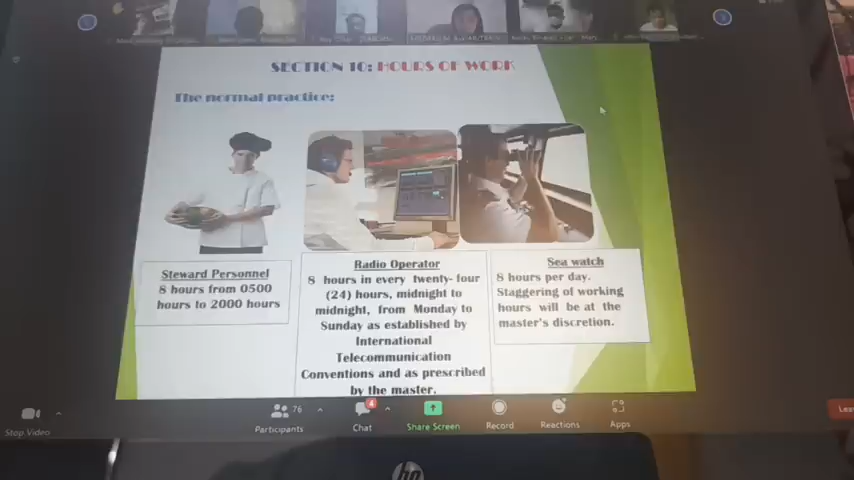 SECTION 10: HOURS OF WORK
The normal practice:
Steward Personnel
8 hours from 0500
hours to 2000 hours
Radio Operator
8 hours in every twenty- four
(24) hours, midnight to
midnight, from Monday to
Sunday as established by
International
Telecommunication
Conventions and as prescribed
by the master.
Sea watch
8 hours per day.
Staggering of working
hours will be at the
master's discretion.
Stop Video
76
Participants
4
Chat
Share Screen
Record
Reactions
Apps
hp